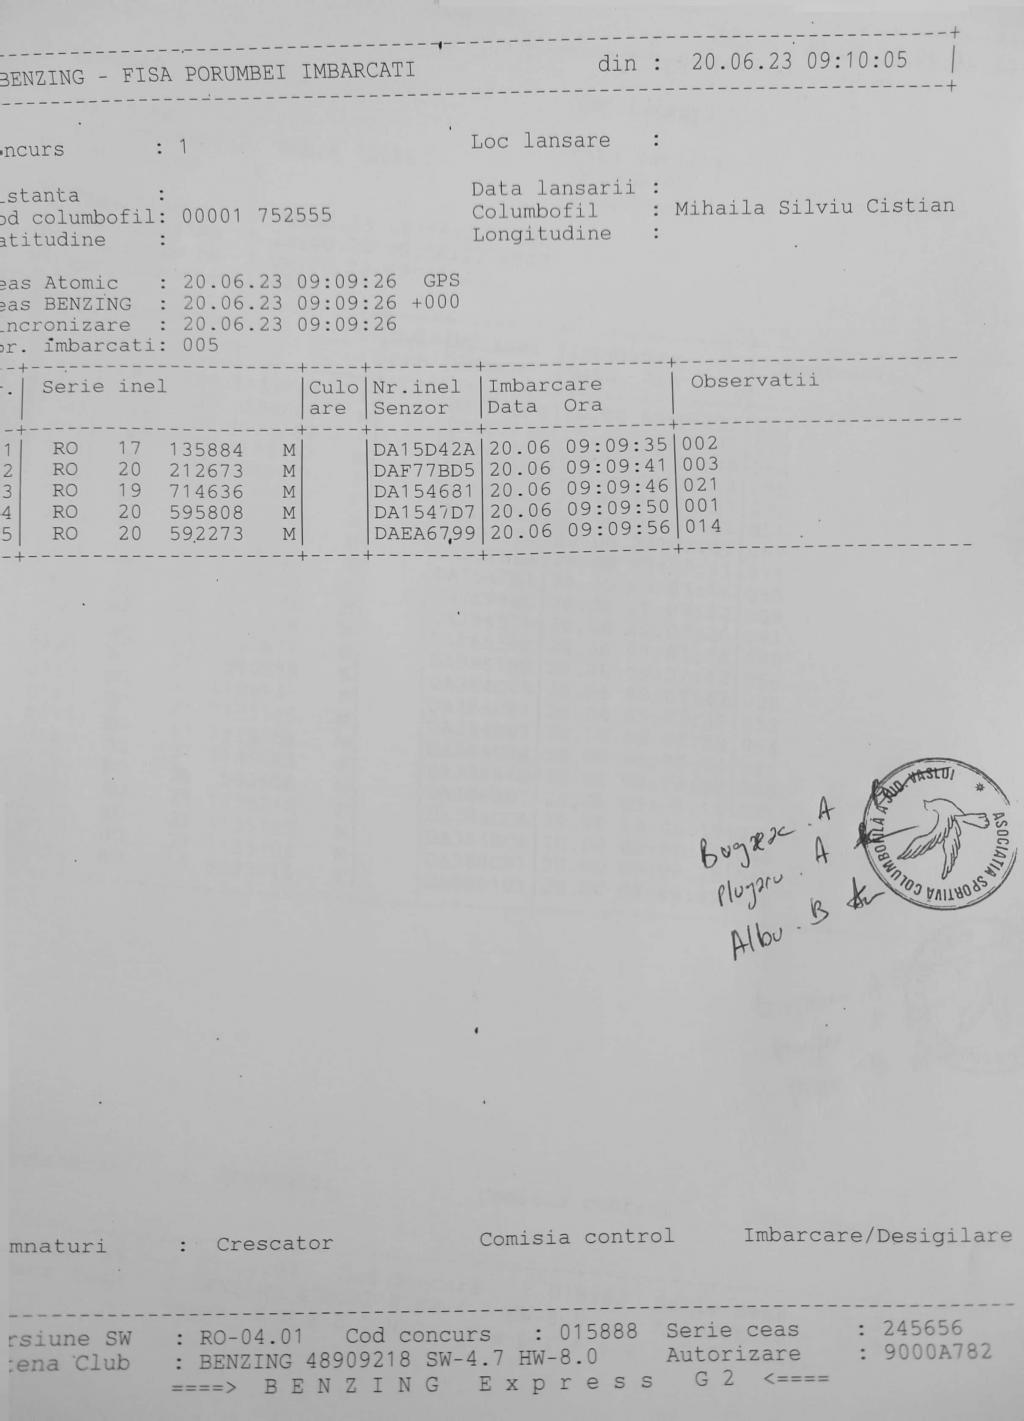 BENZING - FISA PORUMBEI IMBARCATI din : 20.06.23 09:10:05
ncurs : 1 Loc lansare :
stanta : Data lansarii :
od columbofil: 00001 752555 Columbofil : Mihaila Silviu Cistian
atitudine : Longitudine :
eas Atomic : 20.06.23 09:09:26 GPS
eas BENZING : 20.06.23 09:09:26 +000
incronizare : 20.06.23 09:09:26
or. imbarcati: 005
r. Serie inel Culo Nr.inel Imbarcare Observatii
are Senzor Data Ora
1 RO 17 135884 M DA15D42A 20.06 09:09:35 002
2 RO 20 212673 M DAF77BD5 20.06 09:09:41 003
3 RO 19 714636 M DA154681 20.06 09:09:46 021
4 RO 20 595808 M DA1547D7 20.06 09:09:50 001
5 RO 20 592273 M DAEA6799 20.06 09:09:56 014
ASOCIATIA SPORTIVĂ COLUMBOFILĂ A JUD. VASLUI
A
Plugaru . A
Albu . B
mnaturi : Crescator Comisia control Imbarcare/Desigilare
rsiune SW : RO-04.01 Cod concurs : 015888 Serie ceas : 245656
tena Club : BENZING 48909218 SW-4.7 HW-8.0 Autorizare : 9000A782
====> B E N Z I N G E x p r e s s G 2 <====